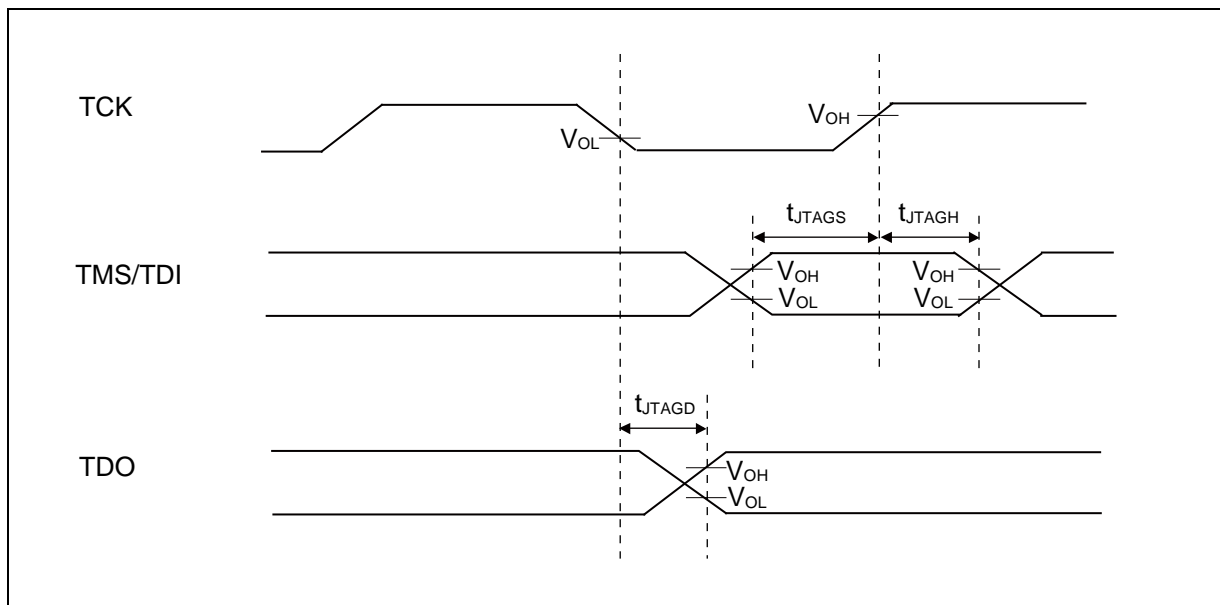 TCK
VOH
VOL
tJTAGS
tJTAGH
TMS/TDI
VOH
VOH
VOL
VOL
tJTAGD
TDO
VOH
VOL